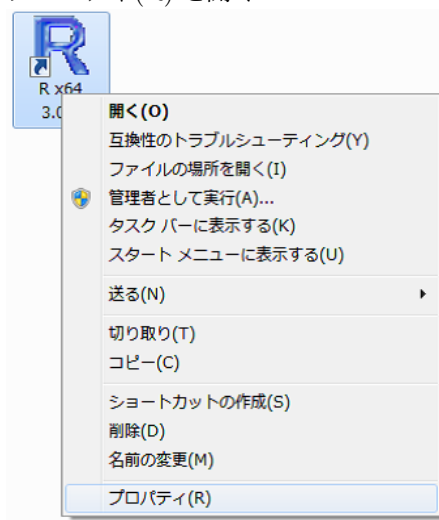 R
R x64
3.0
開く(O)
互換性のトラブルシューティング(Y)
ファイルの場所を開く(I)
管理者として実行(A)...
タスク バーに表示する(K)
スタート メニューに表示する(U)
送る(N)
切り取り(T)
コピー(C)
ショートカットの作成(S)
削除(D)
名前の変更(M)
プロパティ(R)